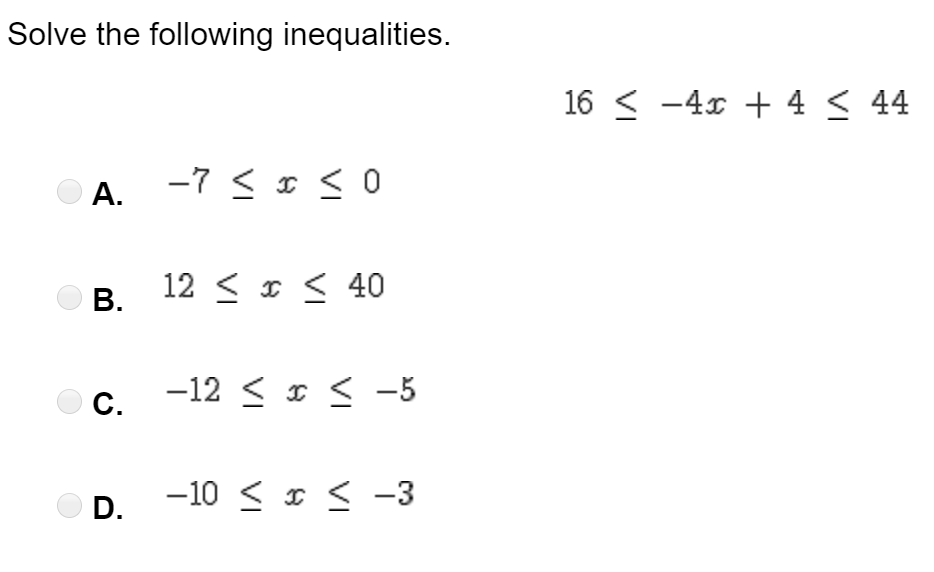 Solve the following inequalities.
16 ≤ −4x + 4 ≤ 44
A. −7 ≤ x ≤ 0
B. 12 ≤ x ≤ 40
C. −12 ≤ x ≤ −5
D. −10 ≤ x ≤ −3